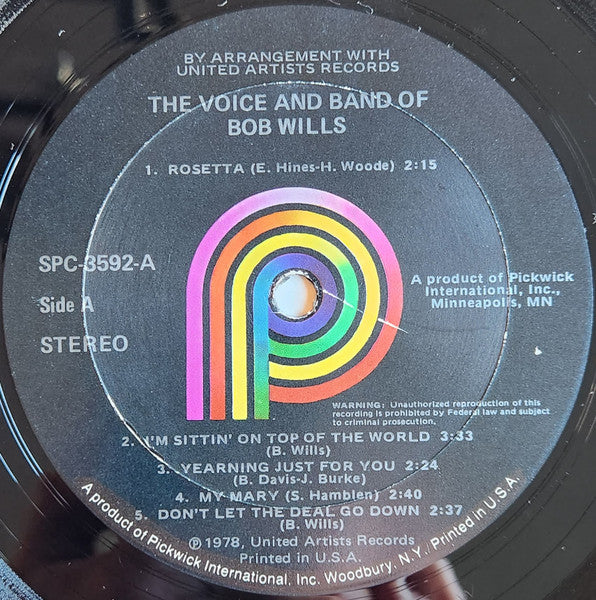 BY ARRANGEMENT WITH
UNITED ARTISTS RECORDS
THE VOICE AND BAND OF
BOB WILLS
1. ROSETTA (E. Hines-H. Woode) 2:15
SPC-3592-A
Side A
STEREO
A product of Pickwick
International, Inc.,
Minneapolis, MN
WARNING: Unauthorized reproduction of this
recording is prohibited by Federal law and subject
to criminal prosecution.
2. I'M SITTIN' ON TOP OF THE WORLD 3:33
(B. Wills)
3. YEARNING JUST FOR YOU 2:24
(B. Davis-J. Burke)
4. MY MARY (S. Hamblen) 2:40
5. DON'T LET THE DEAL GO DOWN 2:37
(B. Wills)
℗ 1978, United Artists Records
Printed in U.S.A.
A product of Pickwick International, Inc. Woodbury, N.Y., Printed in U.S.A.